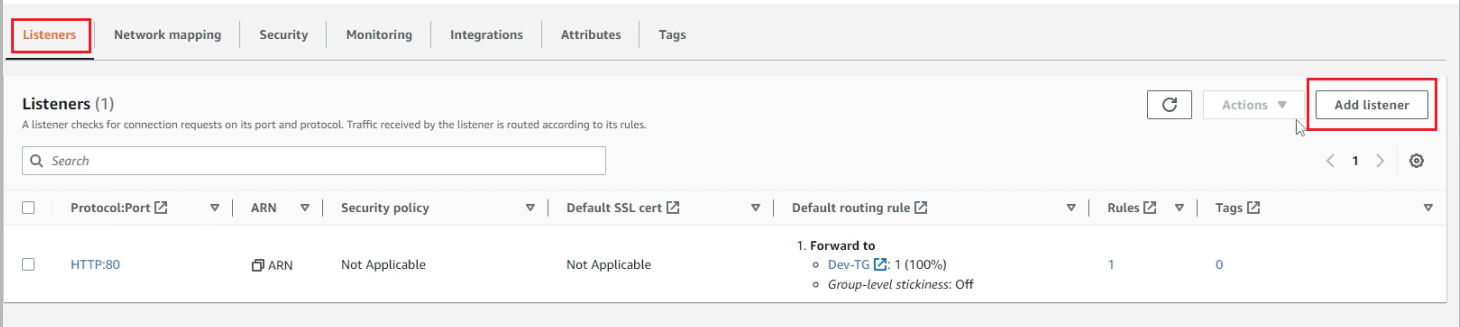 Listeners Network mapping Security Monitoring Integrations Attributes Tags
Listeners (1)
Actions Add listener
A listener checks for connection requests on its port and protocol. Traffic received by the listener is routed according to its rules.
Search
1
Protocol:Port ARN Security policy Default SSL cert Default routing rule Rules Tags
1. Forward to
HTTP:80 ARN Not Applicable Not Applicable Dev-TG: 1 (100%) 1 0
Group-level stickiness: Off